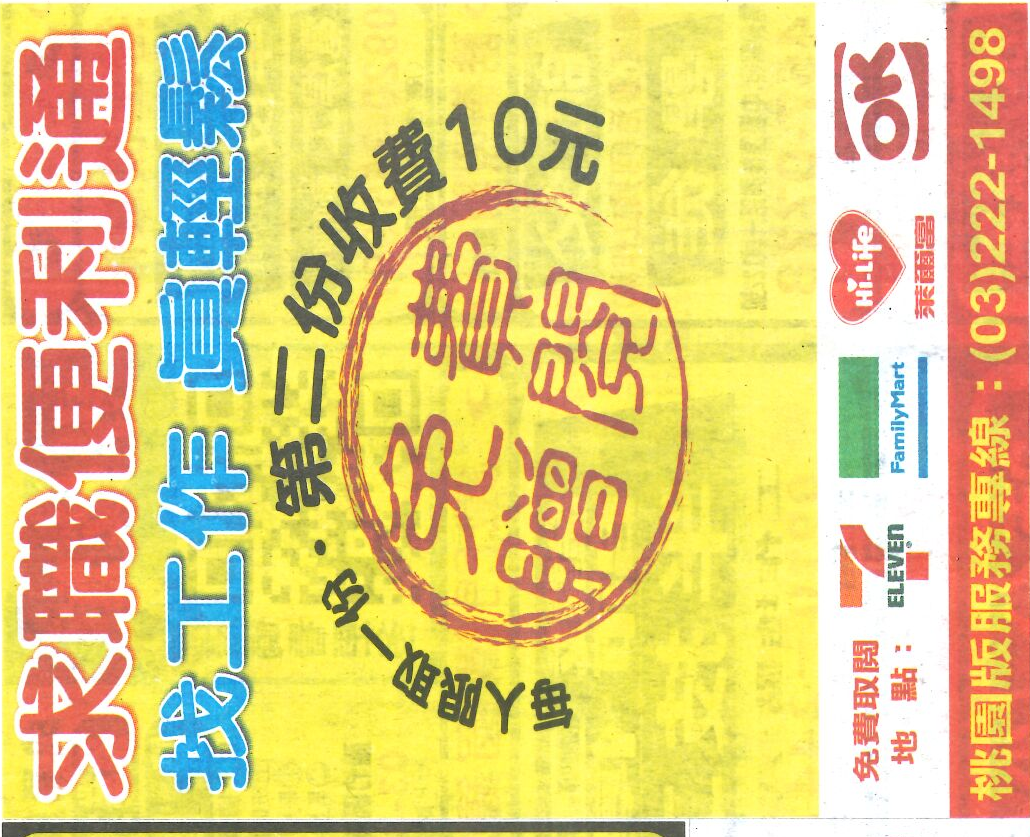 求職便利通
找工作 真輕鬆
每人限取一份・第二份收費10元
免費
贈閱
免費取閱
地 點：
7-ELEVEN
FamilyMart
Hi-Life
萊爾富
OK
桃園版服務專線：(03)222-1498